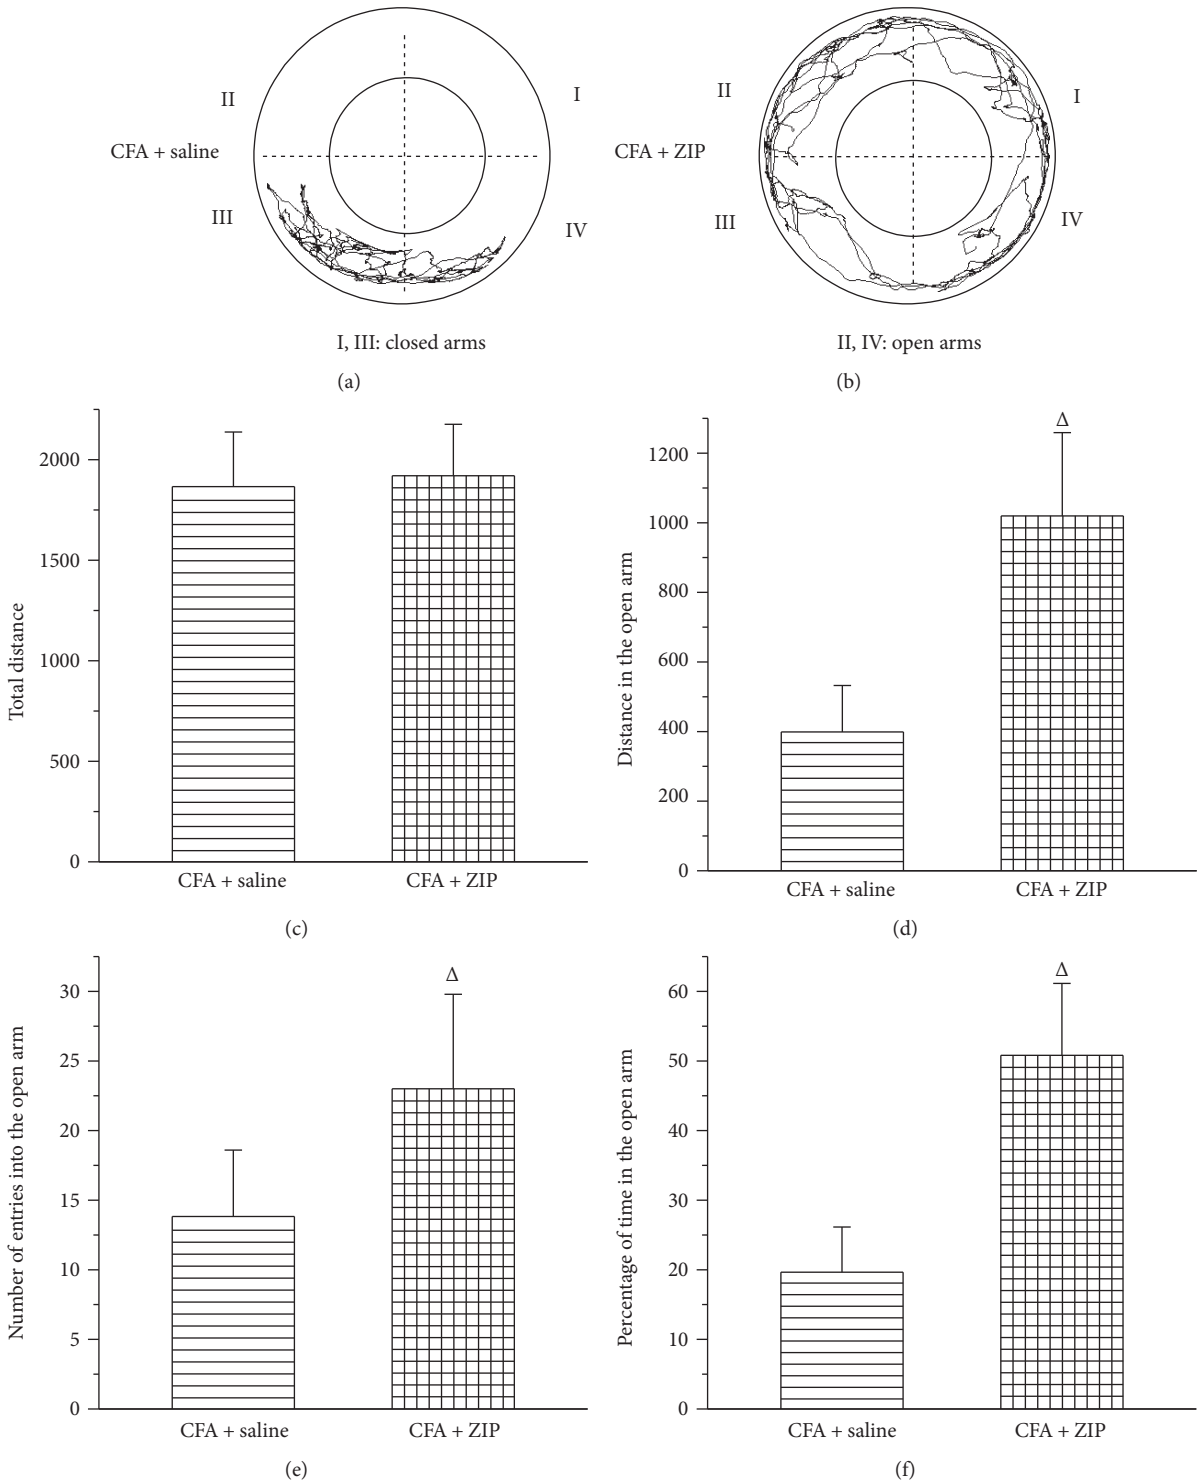 II
I
CFA + saline
III
IV
I, III: closed arms
(a)
II
I
CFA + ZIP
III
IV
II, IV: open arms
(b)
Total distance
2000
1500
1000
500
0
CFA + saline
CFA + ZIP
(c)
Distance in the open arm
1200
1000
800
600
400
200
0
Δ
CFA + saline
CFA + ZIP
(d)
Number of entries into the open arm
30
25
20
15
10
5
0
Δ
CFA + saline
CFA + ZIP
(e)
Percentage of time in the open arm
60
50
40
30
20
10
0
Δ
CFA + saline
CFA + ZIP
(f)